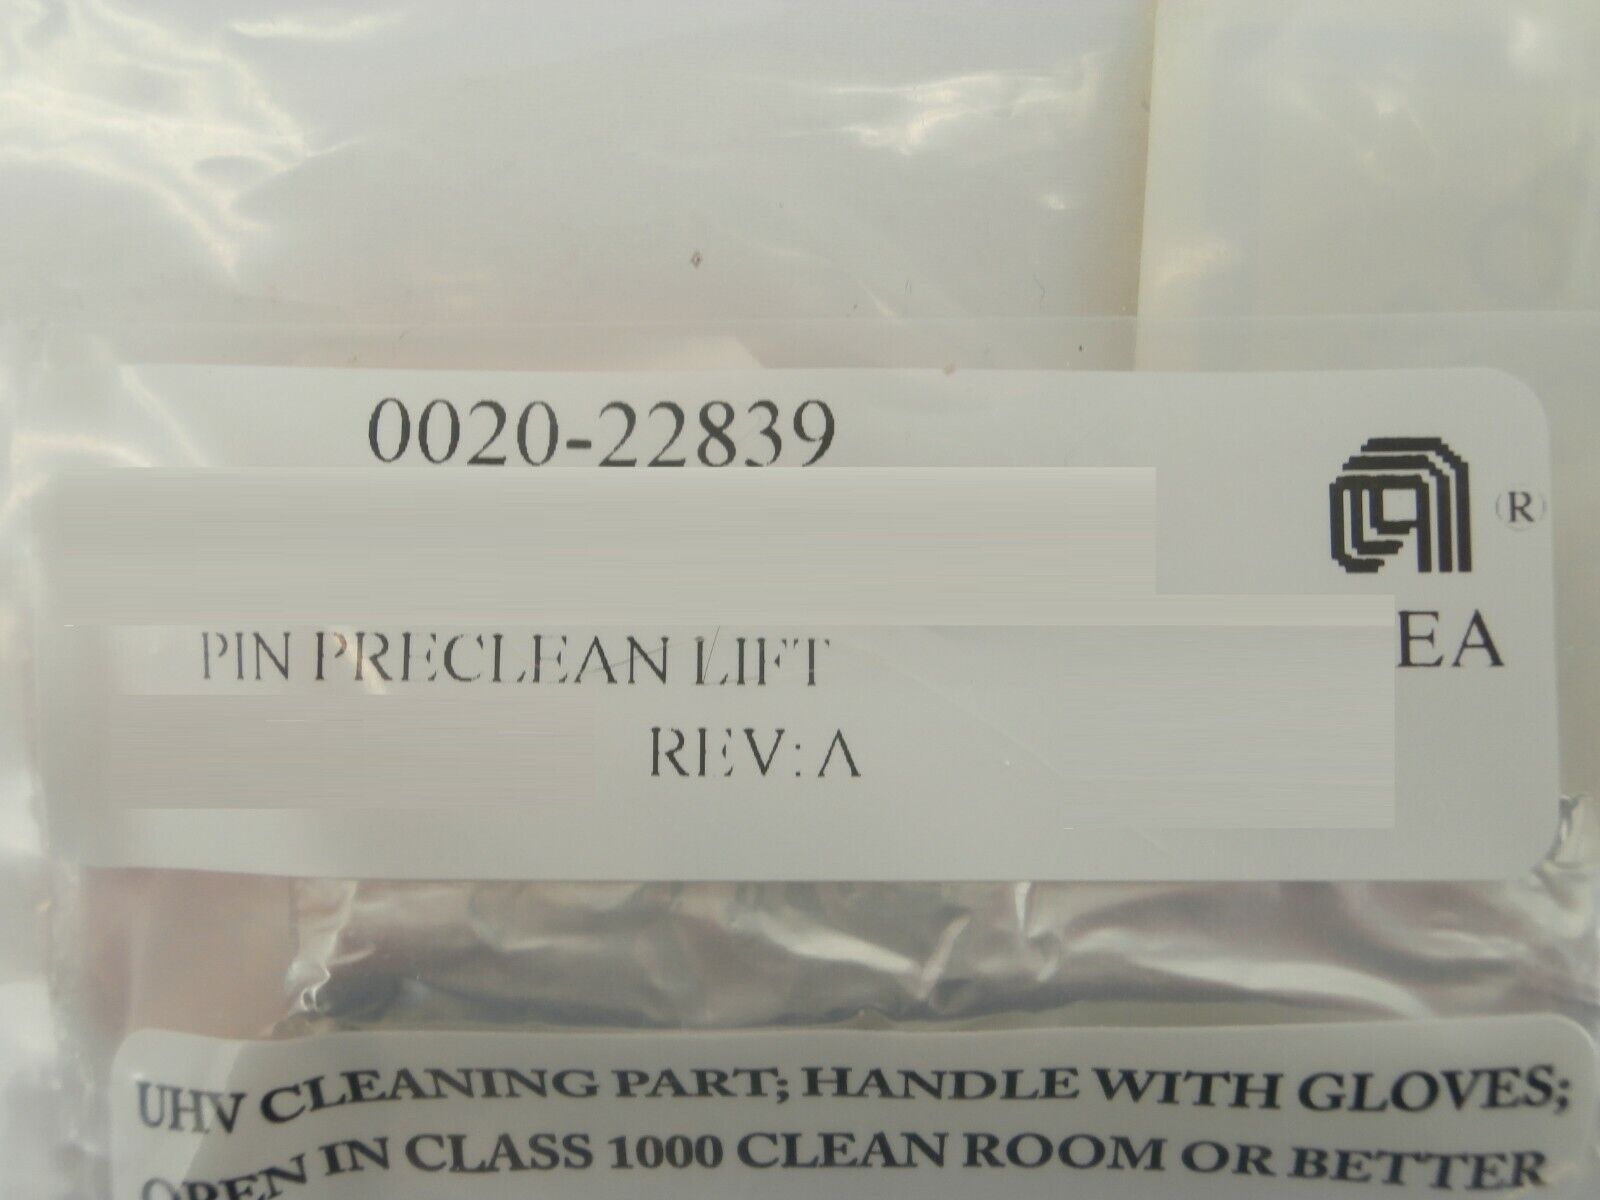 0020-22839
®
EA
PIN PRECLEAN LIFT
REV: A
UHV CLEANING PART; HANDLE WITH GLOVES;
OPEN IN CLASS 1000 CLEAN ROOM OR BETTER